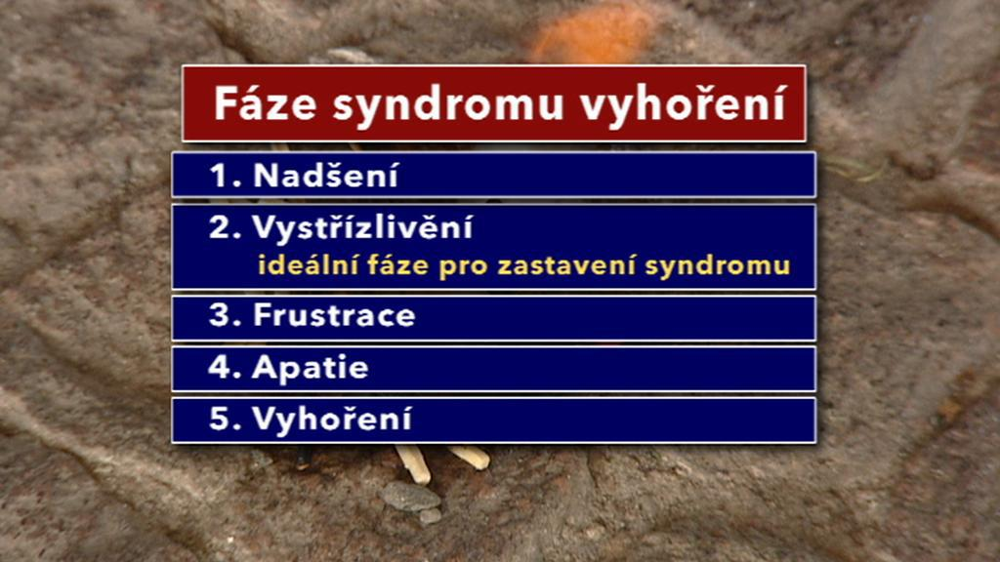 Fáze syndromu vyhoření
1. Nadšení
2. Vystřízlivění
ideální fáze pro zastavení syndromu
3. Frustrace
4. Apatie
5. Vyhoření